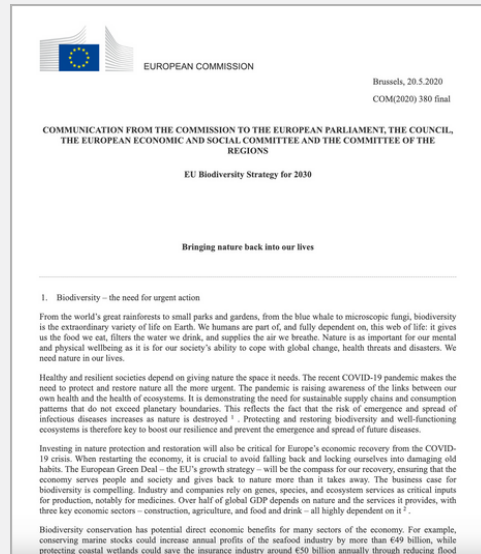 EUROPEAN COMMISSION
Brussels, 20.5.2020
COM(2020) 380 final
COMMUNICATION FROM THE COMMISSION TO THE EUROPEAN PARLIAMENT, THE COUNCIL,
THE EUROPEAN ECONOMIC AND SOCIAL COMMITTEE AND THE COMMITTEE OF THE
REGIONS
EU Biodiversity Strategy for 2030
Bringing nature back into our lives
1. Biodiversity – the need for urgent action
From the world's great rainforests to small parks and gardens, from the blue whale to microscopic fungi, biodiversity
is the extraordinary variety of life on Earth. We humans are part of, and fully dependent on, this web of life: it gives
us the food we eat, filters the water we drink, and supplies the air we breathe. Nature is as important for our mental
and physical wellbeing as it is for our society's ability to cope with global change, health threats and disasters. We
need nature in our lives.
Healthy and resilient societies depend on giving nature the space it needs. The recent COVID-19 pandemic makes the
need to protect and restore nature all the more urgent. The pandemic is raising awareness of the links between our
own health and the health of ecosystems. It is demonstrating the need for sustainable supply chains and consumption
patterns that do not exceed planetary boundaries. This reflects the fact that the risk of emergence and spread of
infectious diseases increases as nature is destroyed ¹ . Protecting and restoring biodiversity and well-functioning
ecosystems is therefore key to boost our resilience and prevent the emergence and spread of future diseases.
Investing in nature protection and restoration will also be critical for Europe's economic recovery from the COVID-
19 crisis. When restarting the economy, it is crucial to avoid falling back and locking ourselves into damaging old
habits. The European Green Deal – the EU's growth strategy – will be the compass for our recovery, ensuring that the
economy serves people and society and gives back to nature more than it takes away. The business case for
biodiversity is compelling. Industry and companies rely on genes, species, and ecosystem services as critical inputs
for production, notably for medicines. Over half of global GDP depends on nature and the services it provides, with
three key economic sectors – construction, agriculture, and food and drink – all highly dependent on it ² .
Biodiversity conservation has potential direct economic benefits for many sectors of the economy. For example,
conserving marine stocks could increase annual profits of the seafood industry by more than €49 billion, while
protecting coastal wetlands could save the insurance industry around €50 billion annually through reducing flood